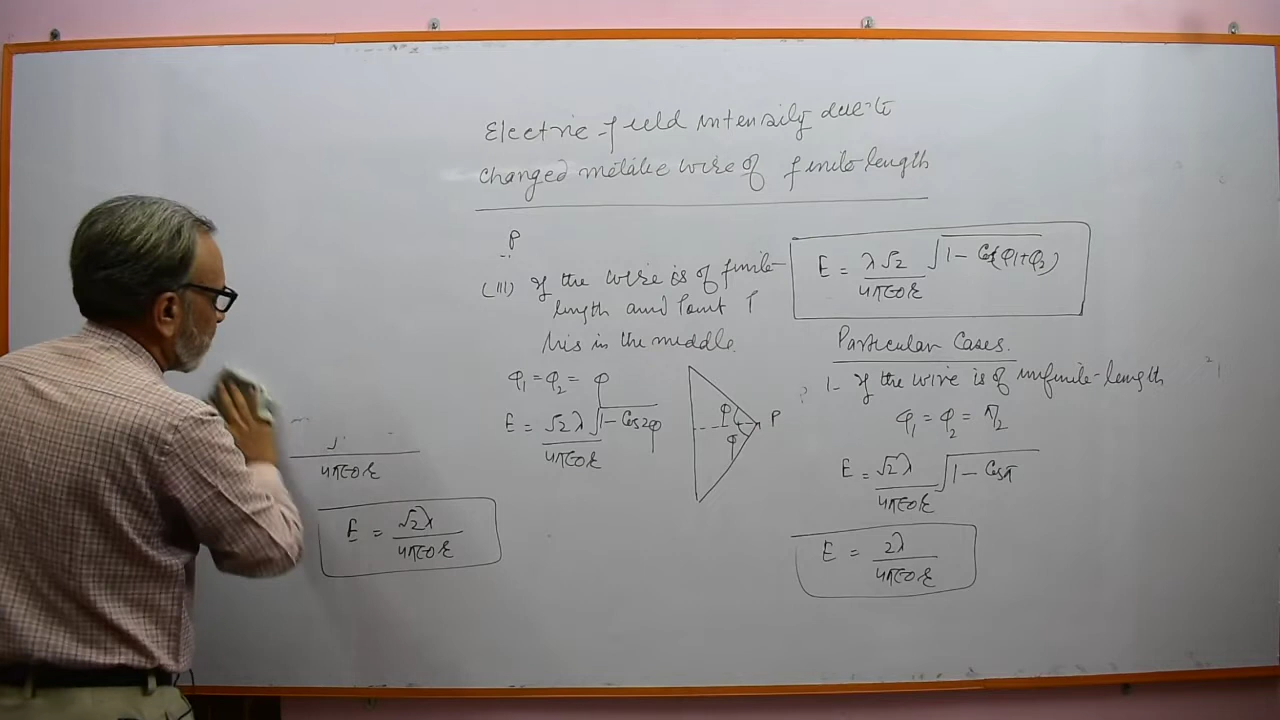 Electric field intensity due to
charged metalic wire of finite length
P
(III) If the wire is of finite
length and Point P
lies in the middle.
φ₁ = φ₂ = φ
E = √2 λ √1 - Cos2φ
4πε0r
φ
φ
P
E = λ√2 √1 - Cos(φ1+φ2)
4πε0r
Particular Cases.
1- If the wire is of infinite length
φ₁ = φ₂ = π/2
E = √2 λ √1 - Cosπ
4πε0r
E = 2λ
4πε0r
4πε0r
E = √2λ
4πε0r